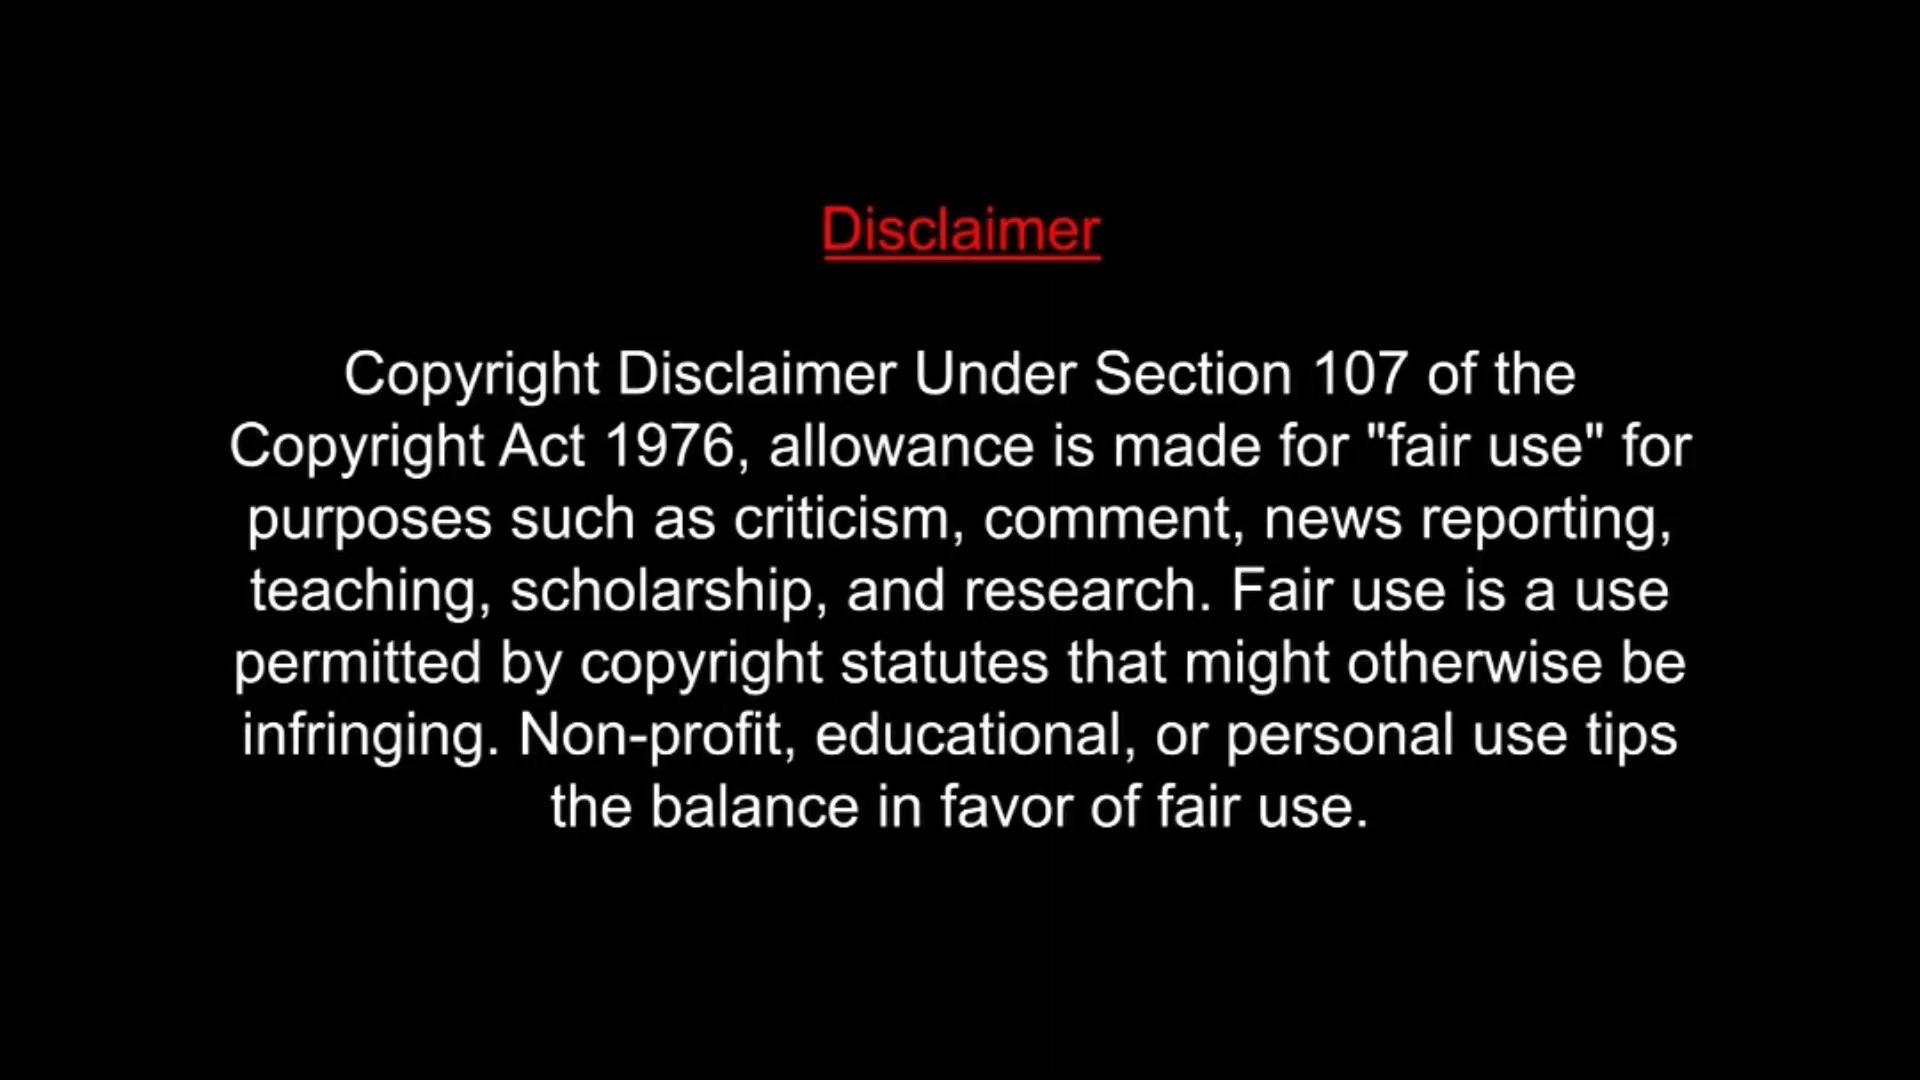 Disclaimer
Copyright Disclaimer Under Section 107 of the
Copyright Act 1976, allowance is made for "fair use" for
purposes such as criticism, comment, news reporting,
teaching, scholarship, and research. Fair use is a use
permitted by copyright statutes that might otherwise be
infringing. Non-profit, educational, or personal use tips
the balance in favor of fair use.